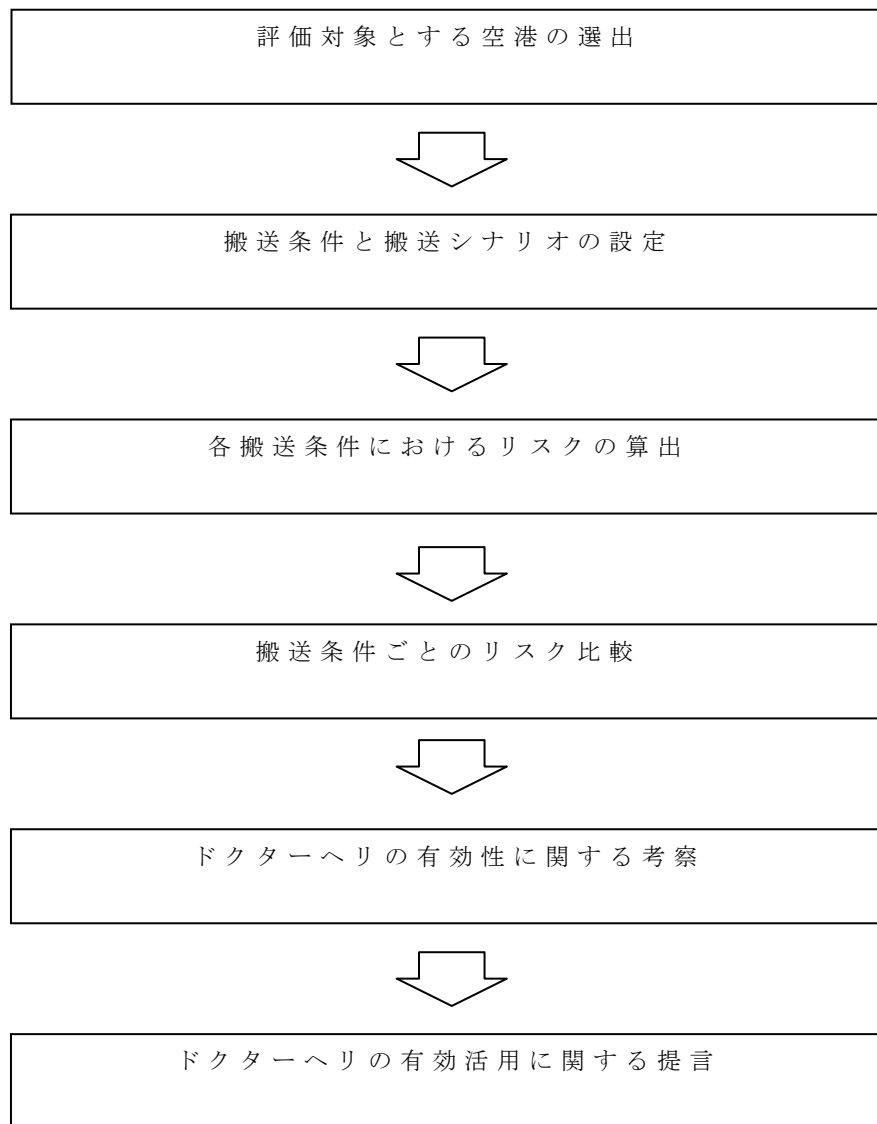 評価対象とする空港の選出
搬送条件と搬送シナリオの設定
各搬送条件におけるリスクの算出
搬送条件ごとのリスク比較
ドクターヘリの有効性に関する考察
ドクターヘリの有効活用に関する提言